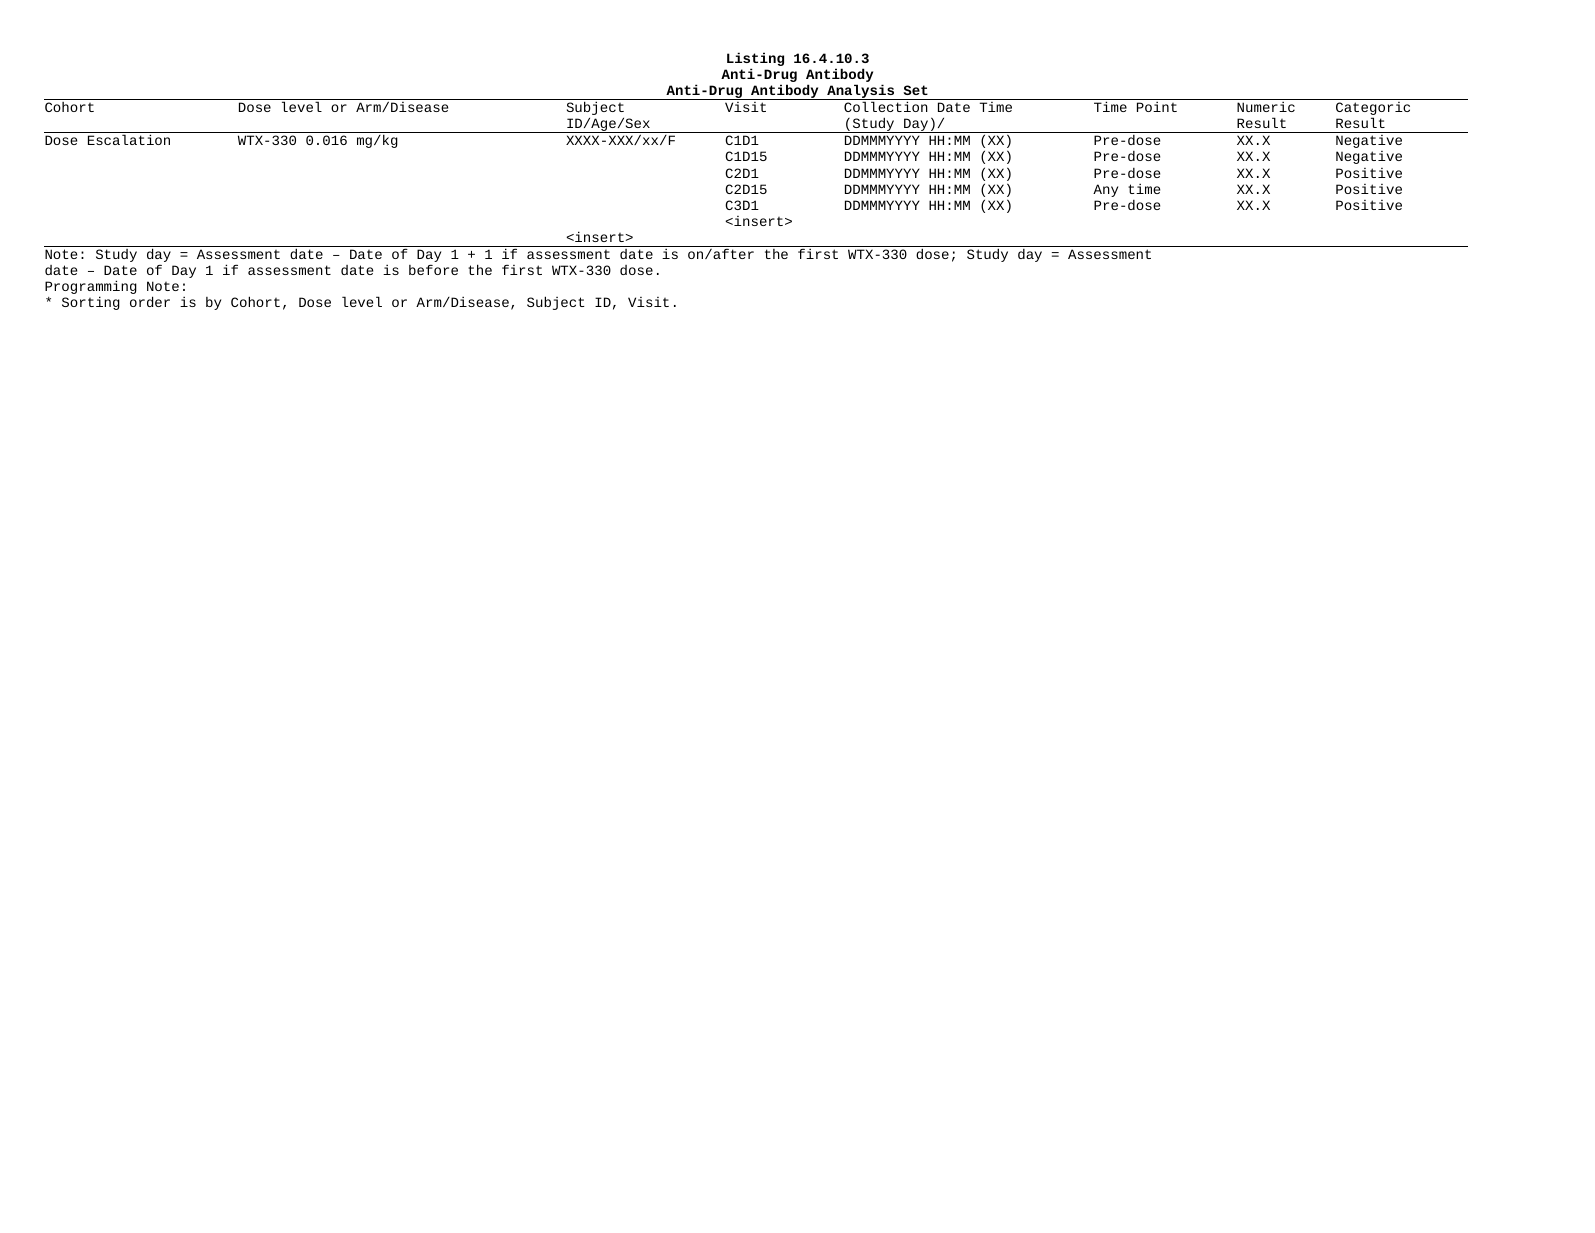 Listing 16.4.10.3
Anti-Drug Antibody
Anti-Drug Antibody Analysis Set
Cohort Dose level or Arm/Disease Subject Visit Collection Date Time Time Point Numeric Categoric
ID/Age/Sex (Study Day)/ Result Result
Dose Escalation WTX-330 0.016 mg/kg XXXX-XXX/xx/F C1D1 DDMMMYYYY HH:MM (XX) Pre-dose XX.X Negative
C1D15 DDMMMYYYY HH:MM (XX) Pre-dose XX.X Negative
C2D1 DDMMMYYYY HH:MM (XX) Pre-dose XX.X Positive
C2D15 DDMMMYYYY HH:MM (XX) Any time XX.X Positive
C3D1 DDMMMYYYY HH:MM (XX) Pre-dose XX.X Positive
<insert>
<insert>
Note: Study day = Assessment date – Date of Day 1 + 1 if assessment date is on/after the first WTX-330 dose; Study day = Assessment
date – Date of Day 1 if assessment date is before the first WTX-330 dose.
Programming Note:
* Sorting order is by Cohort, Dose level or Arm/Disease, Subject ID, Visit.